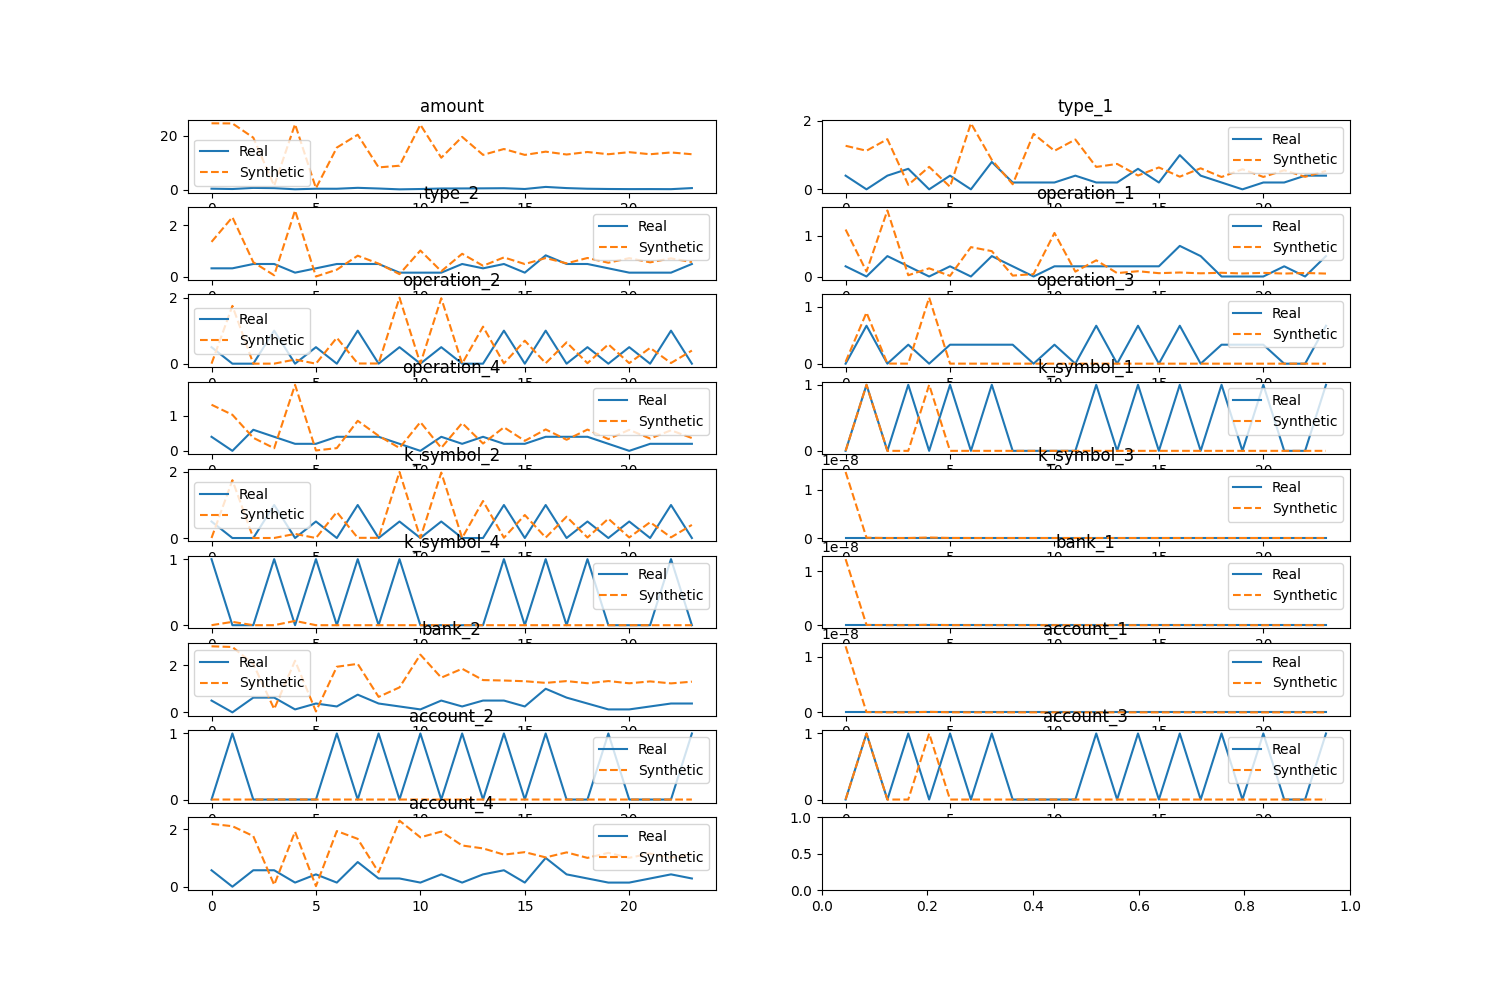 amount
20
0
Real
Synthetic
type_1
2
0
Real
Synthetic
type_2
2
0
Real
Synthetic
operation_1
1
0
Real
Synthetic
operation_2
2
0
Real
Synthetic
operation_3
1
0
Real
Synthetic
operation_4
1
0
Real
Synthetic
k_symbol_1
1
0
Real
Synthetic
k_symbol_2
2
0
Real
Synthetic
k_symbol_3
1e-8
1
0
Real
Synthetic
k_symbol_4
1
0
Real
Synthetic
bank_1
1e-8
1
0
Real
Synthetic
bank_2
2
0
Real
Synthetic
account_1
1e-8
1
0
Real
Synthetic
account_2
1
0
Real
Synthetic
account_3
1
0
Real
Synthetic
account_4
2
0
Real
Synthetic
0 5 10 15 20
1.0
0.5
0.0
0.0 0.2 0.4 0.6 0.8 1.0